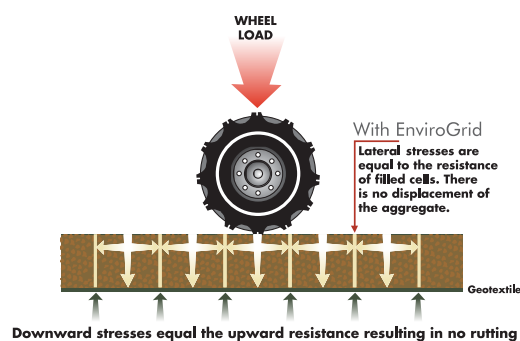 WHEEL
LOAD
With EnviroGrid
Lateral stresses are
equal to the resistance
of filled cells. There
is no displacement of
the aggregate.
Geotextile
Downward stresses equal the upward resistance resulting in no rutting